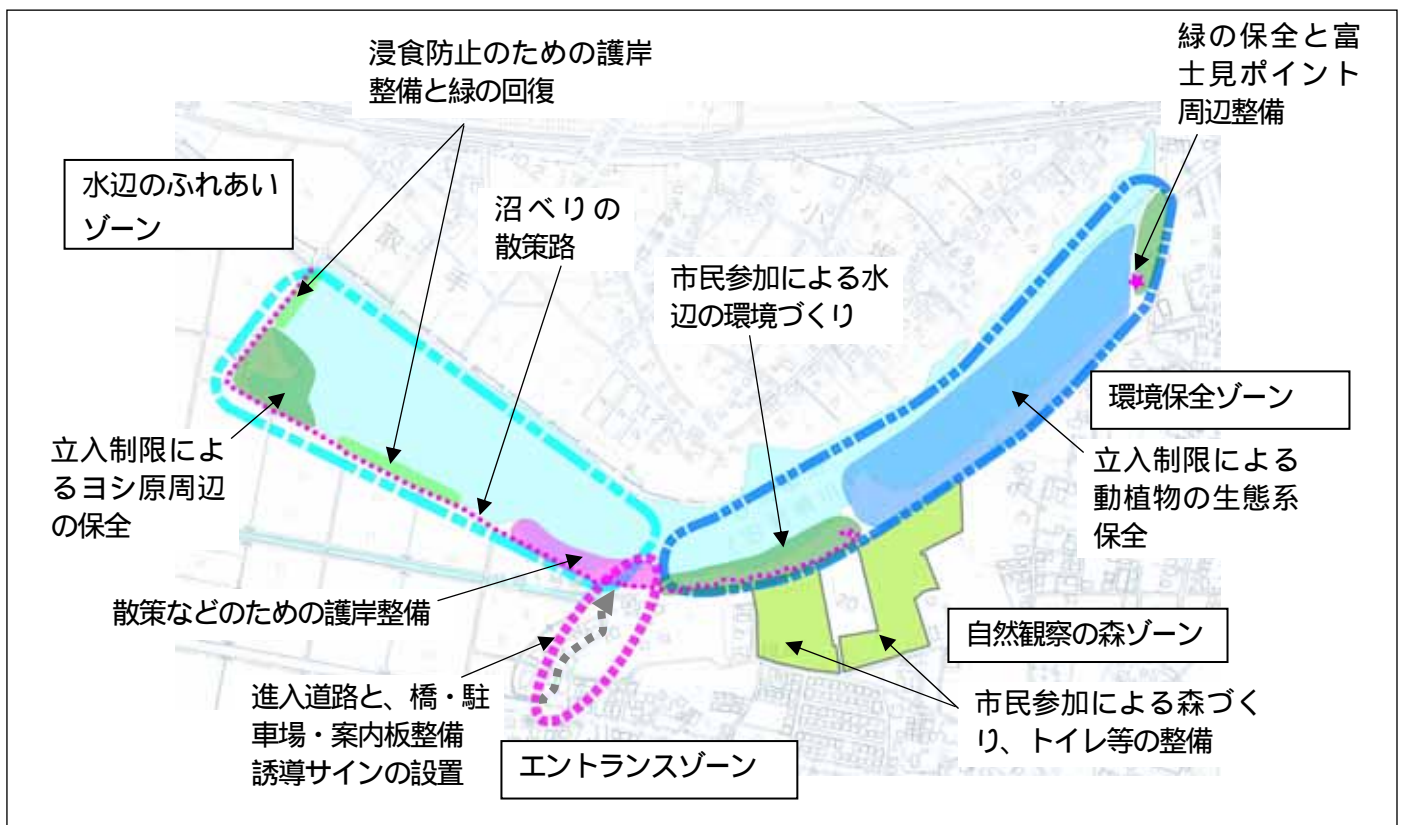 浸食防止のための護岸
整備と緑の回復
緑の保全と富
士見ポイント
周辺整備
水辺のふれあい
ゾーン
沼べりの
散策路
市民参加による水
辺の環境づくり
環境保全ゾーン
立入制限によ
るヨシ原周辺
の保全
立入制限による
動植物の生態系
保全
散策などのための護岸整備
自然観察の森ゾーン
進入道路と、橋・駐
車場・案内板整備
誘導サインの設置
エントランスゾーン
市民参加による森づく
り、トイレ等の整備